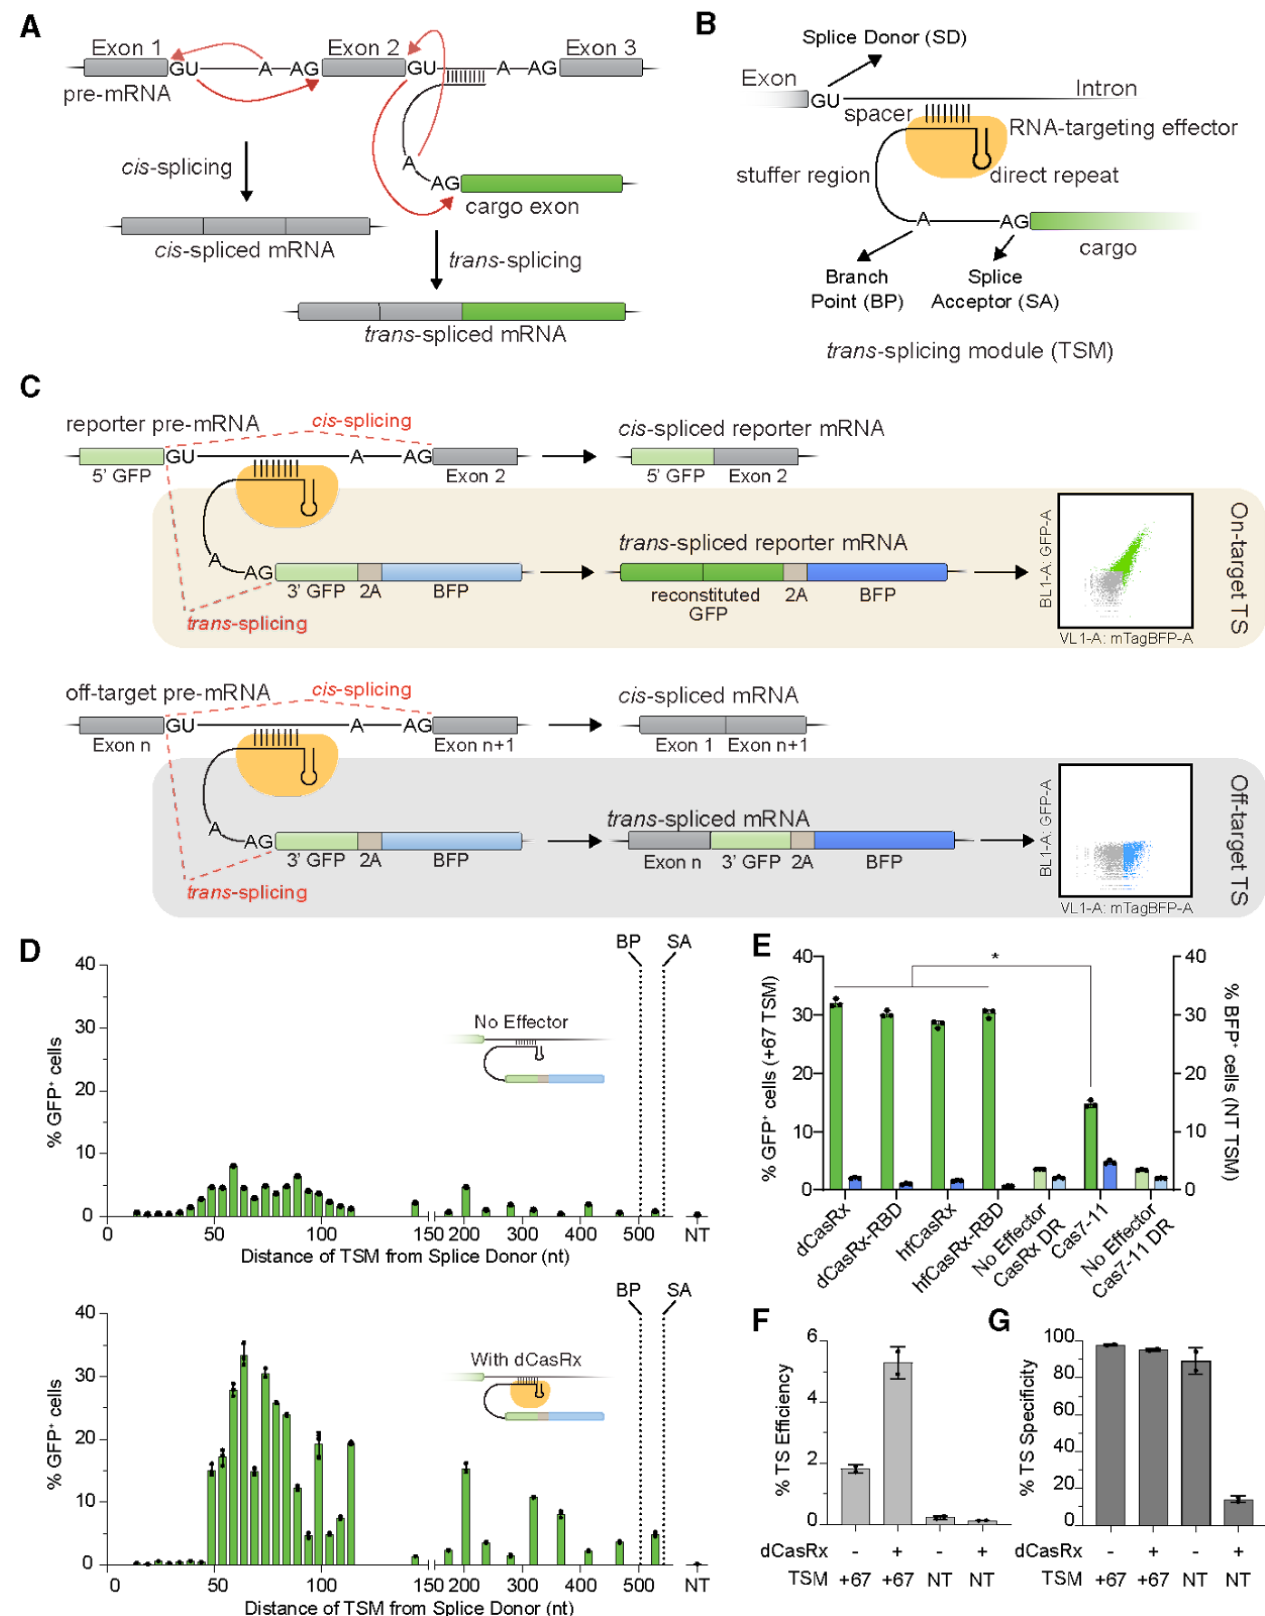 A
Exon 1
Exon 2
Exon 3
GU
A
AG
GU
A
AG
pre-mRNA
cis-splicing
A
AG
cargo exon
cis-spliced mRNA
trans-splicing
trans-spliced mRNA
B
Splice Donor (SD)
Exon
GU
Intron
spacer
RNA-targeting effector
stuffer region
direct repeat
A
AG
cargo
Branch
Point (BP)
Splice
Acceptor (SA)
trans-splicing module (TSM)
C
reporter pre-mRNA
cis-splicing
GU
A
AG
5' GFP
Exon 2
cis-spliced reporter mRNA
5' GFP
Exon 2
A
AG
3' GFP
2A
BFP
trans-splicing
trans-spliced reporter mRNA
reconstituted
GFP
2A
BFP
BL1-A: GFP-A
VL1-A: mTagBFP-A
On-target TS
off-target pre-mRNA
cis-splicing
GU
A
AG
Exon n
Exon n+1
cis-spliced mRNA
Exon 1
Exon n+1
A
AG
3' GFP
2A
BFP
trans-splicing
trans-spliced mRNA
Exon n
3' GFP
2A
BFP
BL1-A: GFP-A
VL1-A: mTagBFP-A
Off-target TS
D
BP
SA
% GFP+ cells
40
30
20
10
0
No Effector
0
50
100
150
200
300
400
500
NT
Distance of TSM from Splice Donor (nt)
BP
SA
% GFP+ cells
40
30
20
10
0
With dCasRx
0
50
100
150
200
300
400
500
NT
Distance of TSM from Splice Donor (nt)
E
% GFP+ cells (+67 TSM)
40
30
20
10
0
*
40
30
20
10
0
% BFP+ cells (NT TSM)
dCasRx
dCasRx-RBD
hfCasRx
hfCasRx-RBD
No Effector
CasRx DR
Cas7-11
No Effector
Cas7-11 DR
F
% TS Efficiency
6
4
2
0
dCasRx - + - +
TSM +67 +67 NT NT
G
% TS Specificity
100
80
60
40
20
0
dCasRx - + - +
TSM +67 +67 NT NT